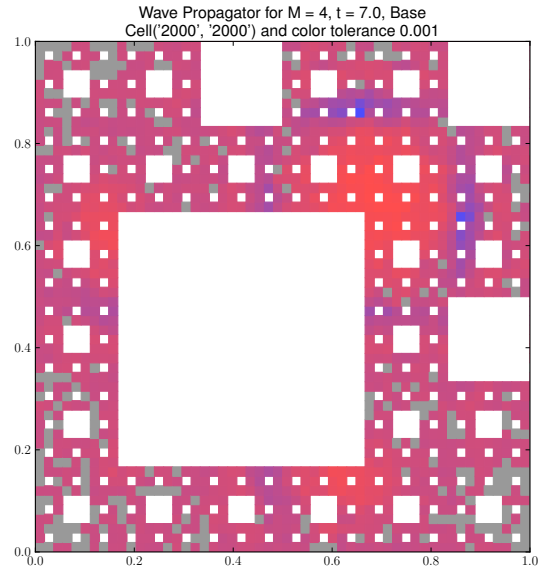 Wave Propagator for M = 4, t = 7.0, Base
Cell('2000', '2000') and color tolerance 0.001
1.0
0.8
0.6
0.4
0.2
0.0
0.0 0.2 0.4 0.6 0.8 1.0